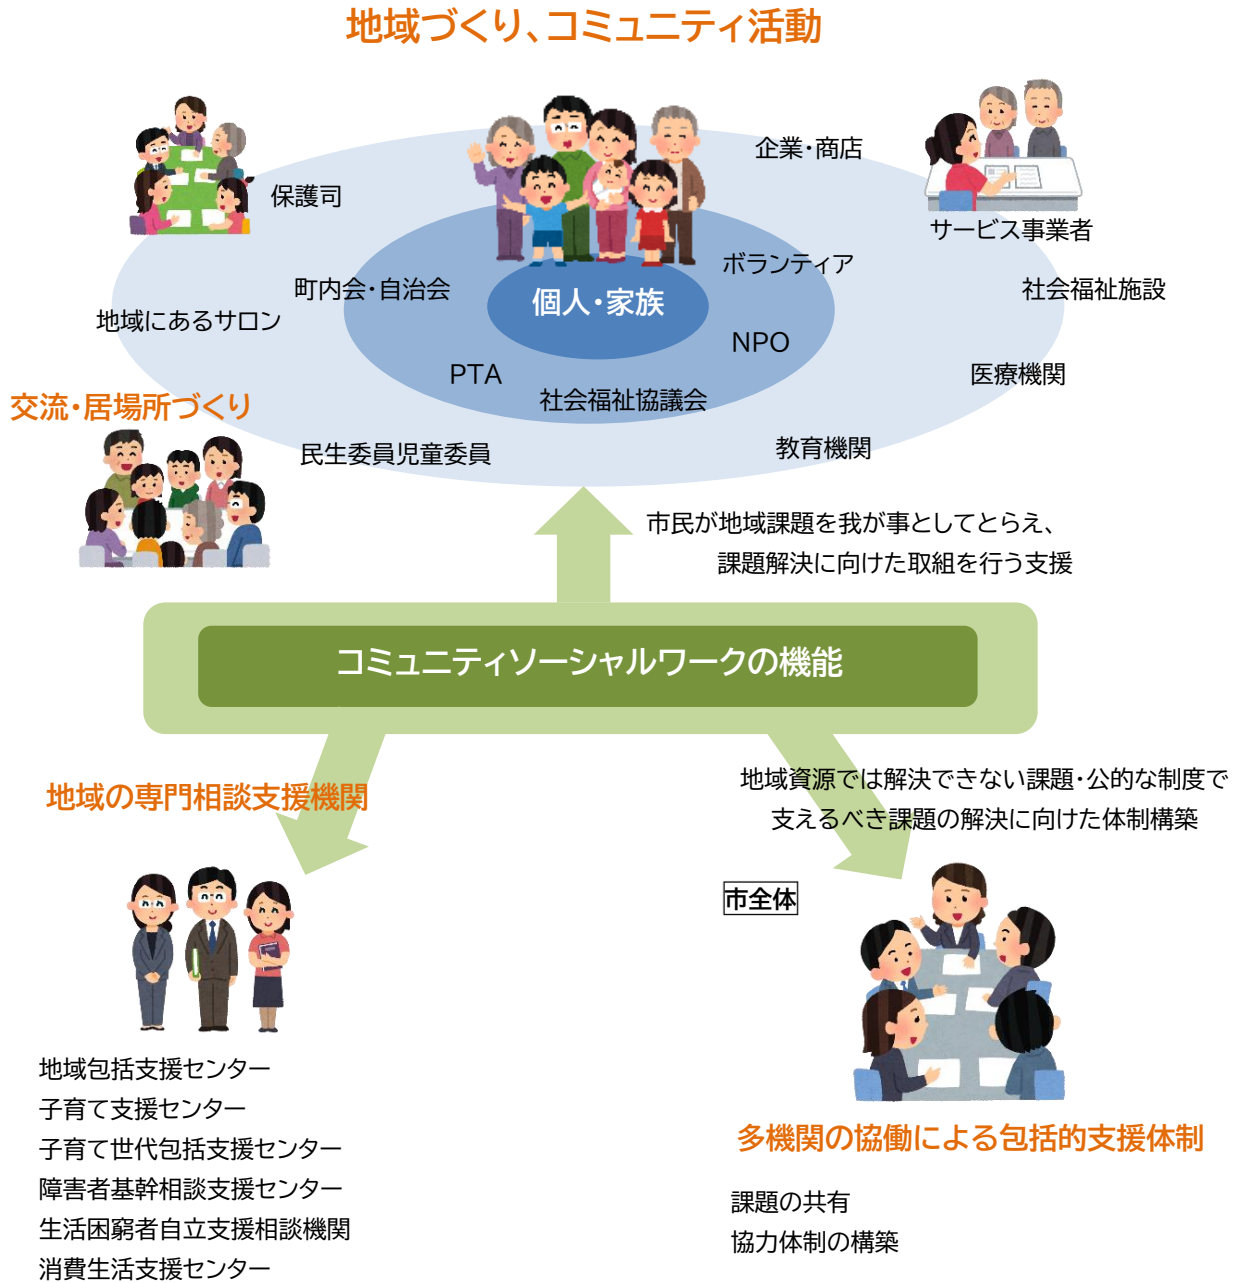 地域づくり、コミュニティ活動
企業・商店
保護司
サービス事業者
ボランティア
町内会・自治会
個人・家族
社会福祉施設
地域にあるサロン
NPO
PTA
医療機関
社会福祉協議会
交流・居場所づくり
民生委員児童委員
教育機関
市民が地域課題を我が事としてとらえ、
課題解決に向けた取組を行う支援
コミュニティソーシャルワークの機能
地域の専門相談支援機関
地域資源では解決できない課題・公的な制度で
支えるべき課題の解決に向けた体制構築
市全体
地域包括支援センター
子育て支援センター
子育て世代包括支援センター
障害者基幹相談支援センター
生活困窮者自立支援相談機関
消費生活支援センター
多機関の協働による包括的支援体制
課題の共有
協力体制の構築